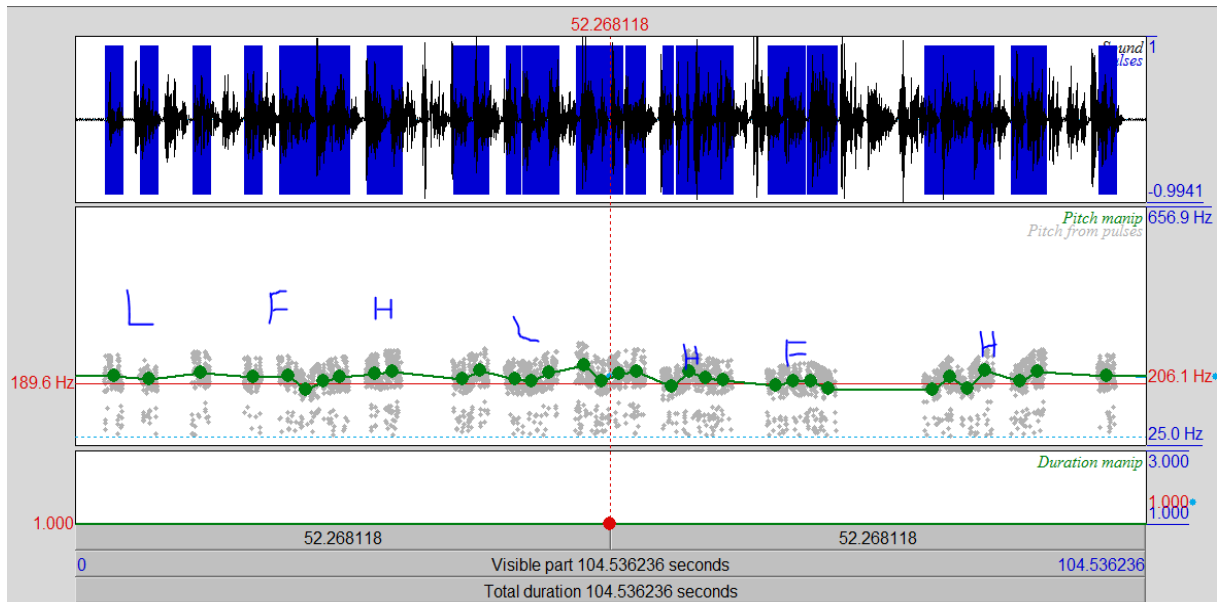 52.268118
Sound
Pulses
1
-0.9941
Pitch manip
Pitch from pulses
656.9 Hz
L F H L H F H
189.6 Hz
206.1 Hz
25.0 Hz
Duration manip
3.000
1.000
1.000
1.000
52.268118 52.268118
0 Visible part 104.536236 seconds 104.536236
Total duration 104.536236 seconds